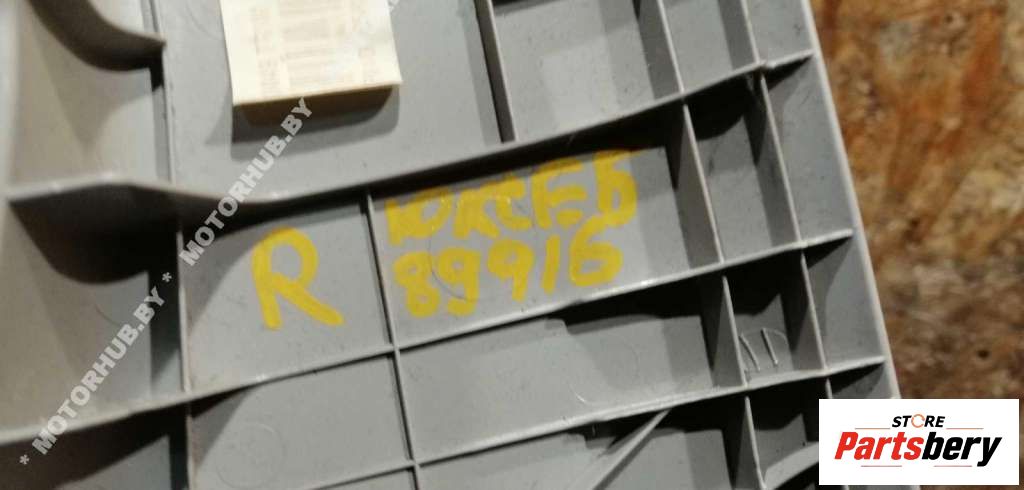 R
89916
* MOTORHUB.BY * MOTORHUB.BY
STORE
Partsbery